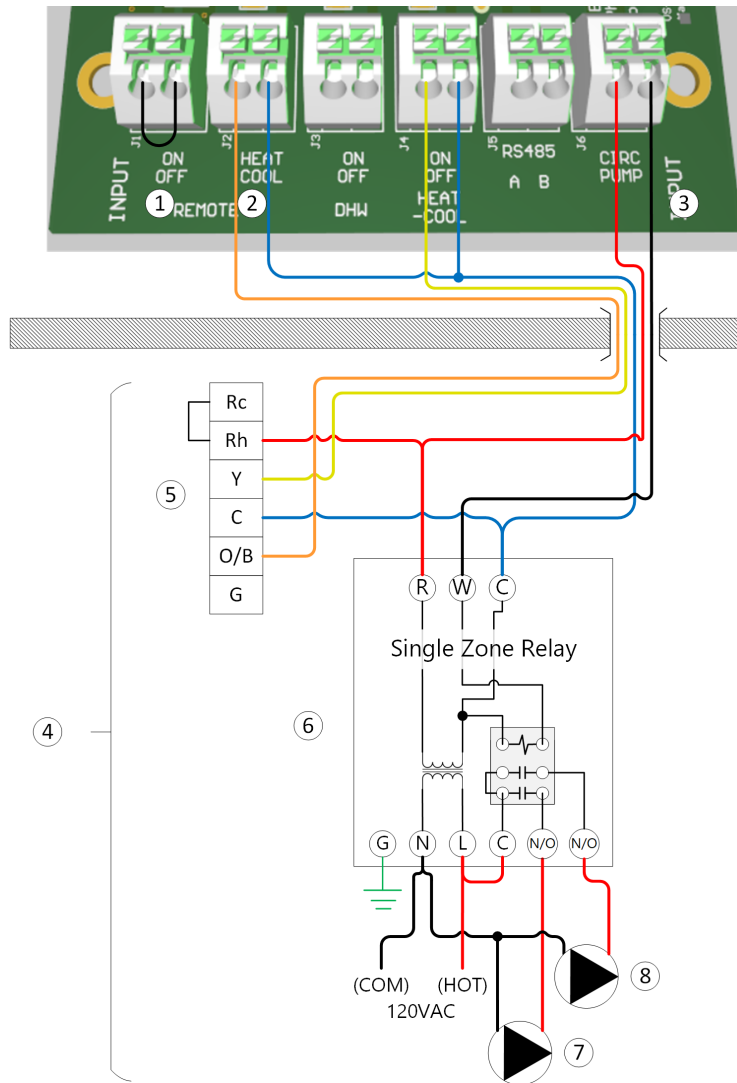 J1
J2
J3
J4
J5
J6
INPUT
ON
OFF
REMOTE
HEAT
COOL
ON
OFF
DHW
ON
OFF
HEAT
-COOL
RS485
A B
CIRC
PUMP
1
2
3
Rc
Rh
Y
C
O/B
G
4
5
6
R
W
C
Single Zone Relay
G
N
L
C
N/O
N/O
(COM)
(HOT)
120VAC
8
7